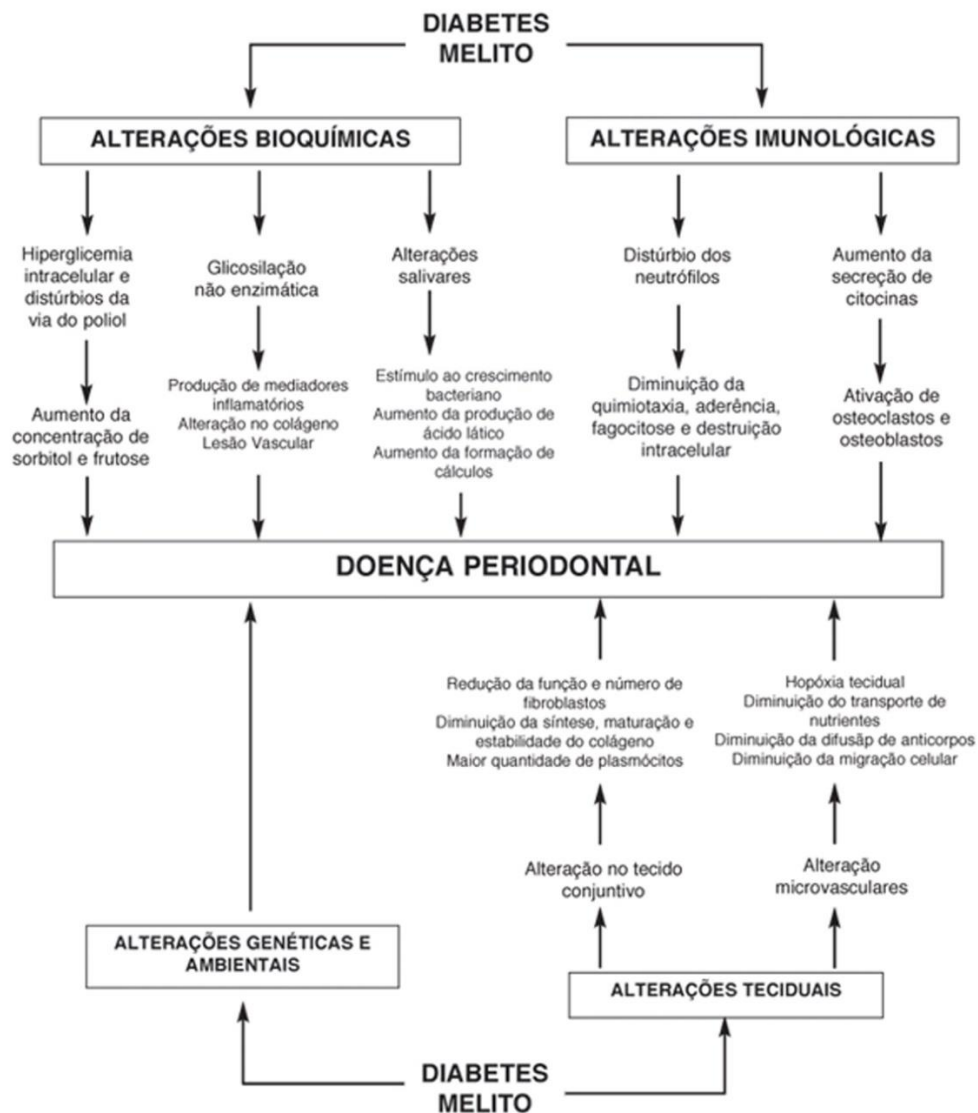 DIABETES
MELITO
ALTERAÇÕES BIOQUÍMICAS
ALTERAÇÕES IMUNOLÓGICAS
Hiperglicemia
intracelular e
distúrbios da
via do poliol
Glicosilação
não enzimática
Alterações
salivares
Distúrbio dos
neutrófilos
Aumento da
secreção de
citocinas
Aumento da
concentração de
sorbitol e frutose
Produção de mediadores
inflamatórios
Alteração no colágeno
Lesão Vascular
Estímulo ao crescimento
bacteriano
Aumento da produção de
ácido lático
Aumento da formação de
cálculos
Diminuição da
quimiotaxia, aderência,
fagocitose e destruição
intracelular
Ativação de
osteoclastos e
osteoblastos
DOENÇA PERIODONTAL
Redução da função e número de
fibroblastos
Diminuição da síntese, maturação e
estabilidade do colágeno
Maior quantidade de plasmócitos
Hopóxia tecidual
Diminuição do transporte de
nutrientes
Diminuição da difusãp de anticorpos
Diminuição da migração celular
Alteração no tecido
conjuntivo
Alteração
microvasculares
ALTERAÇÕES GENÉTICAS E
AMBIENTAIS
ALTERAÇÕES TECIDUAIS
DIABETES
MELITO